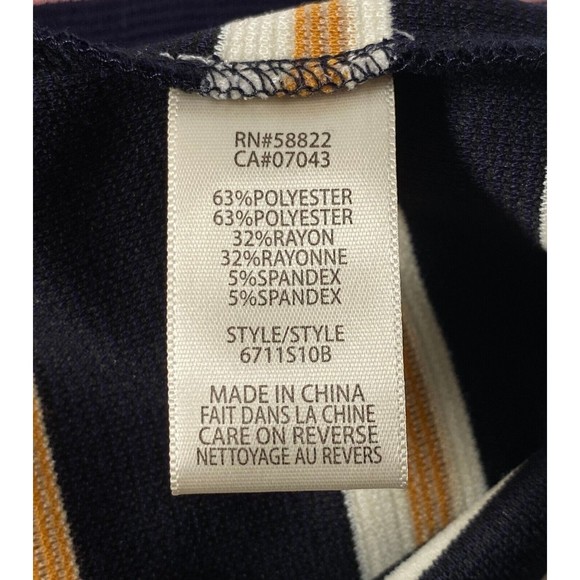 RN#58822
CA#07043
63%POLYESTER
63%POLYESTER
32%RAYON
32%RAYONNE
5%SPANDEX
5%SPANDEX
STYLE/STYLE
6711S10B
MADE IN CHINA
FAIT DANS LA CHINE
CARE ON REVERSE
NETTOYAGE AU REVERS